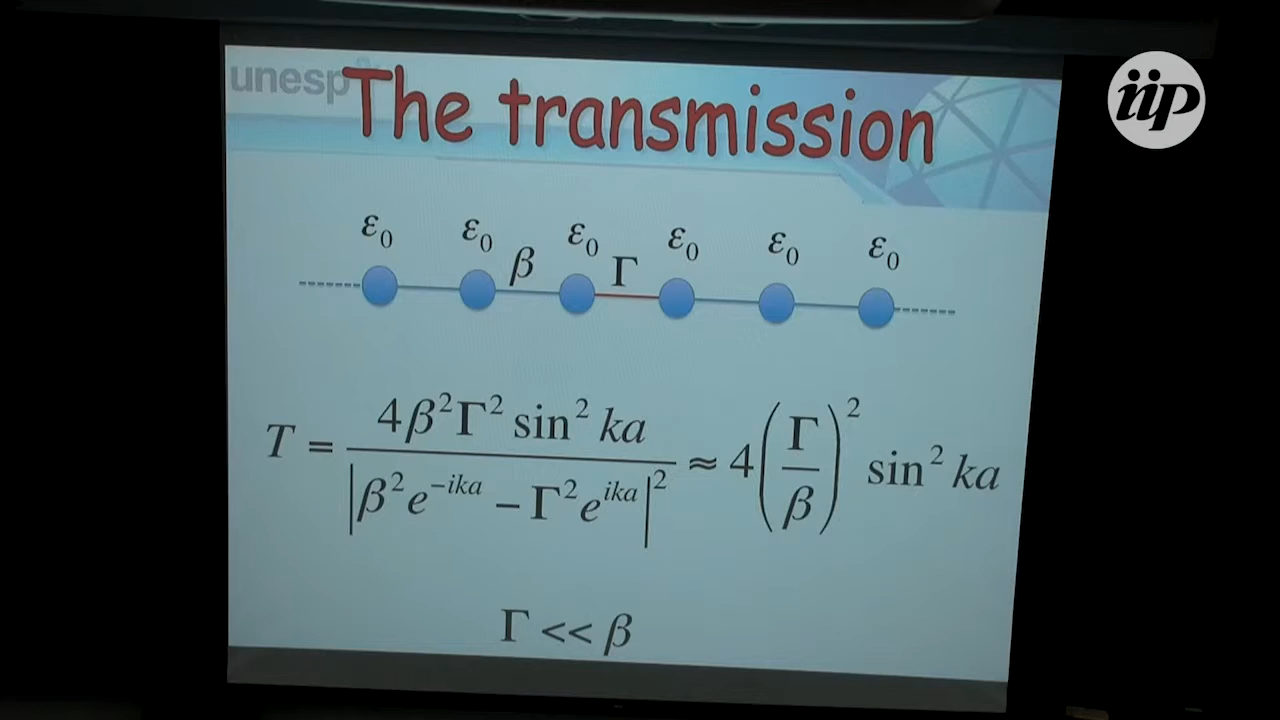 iip
unesp
The transmission
ε₀ ε₀ ε₀ ε₀ ε₀ ε₀
β Γ
T = 4β²Γ² sin² ka / |β²e^{-ika} − Γ²e^{ika}|² ≈ 4(Γ/β)² sin² ka
Γ << β